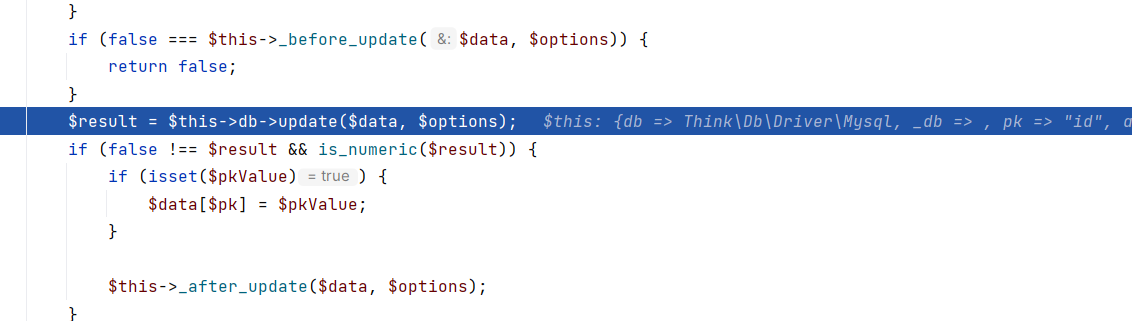 }
if (false === $this->_before_update( &: $data, $options)) {
return false;
}
$result = $this->db->update($data, $options); $this: {db => Think\Db\Driver\Mysql, _db => , pk => "id", a
if (false !== $result && is_numeric($result)) {
if (isset($pkValue) = true ) {
$data[$pk] = $pkValue;
}
$this->_after_update($data, $options);
}